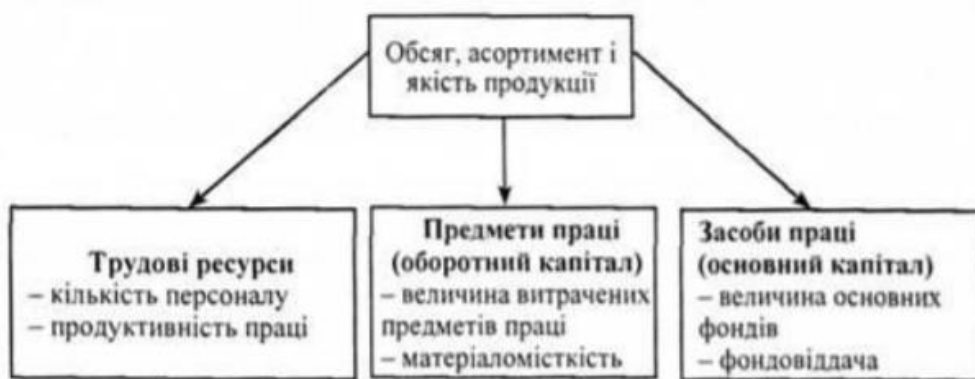 Обсяг, асортимент і
якість продукції
Трудові ресурси
– кількість персоналу
– продуктивність праці
Предмети праці
(оборотний капітал)
– величина витрачених
предметів праці
– матеріаломісткість
Засоби праці
(основний капітал)
– величина основних
фондів
– фондовіддача